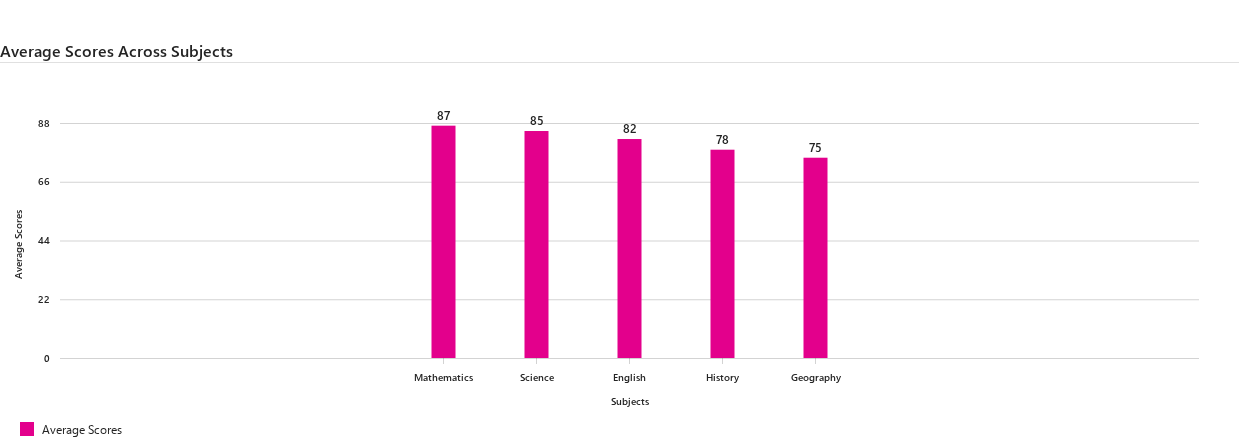 Average Scores Across Subjects
87
85
82
78
75
88
66
44
22
0
Average Scores
Mathematics Science English History Geography
Subjects
Average Scores